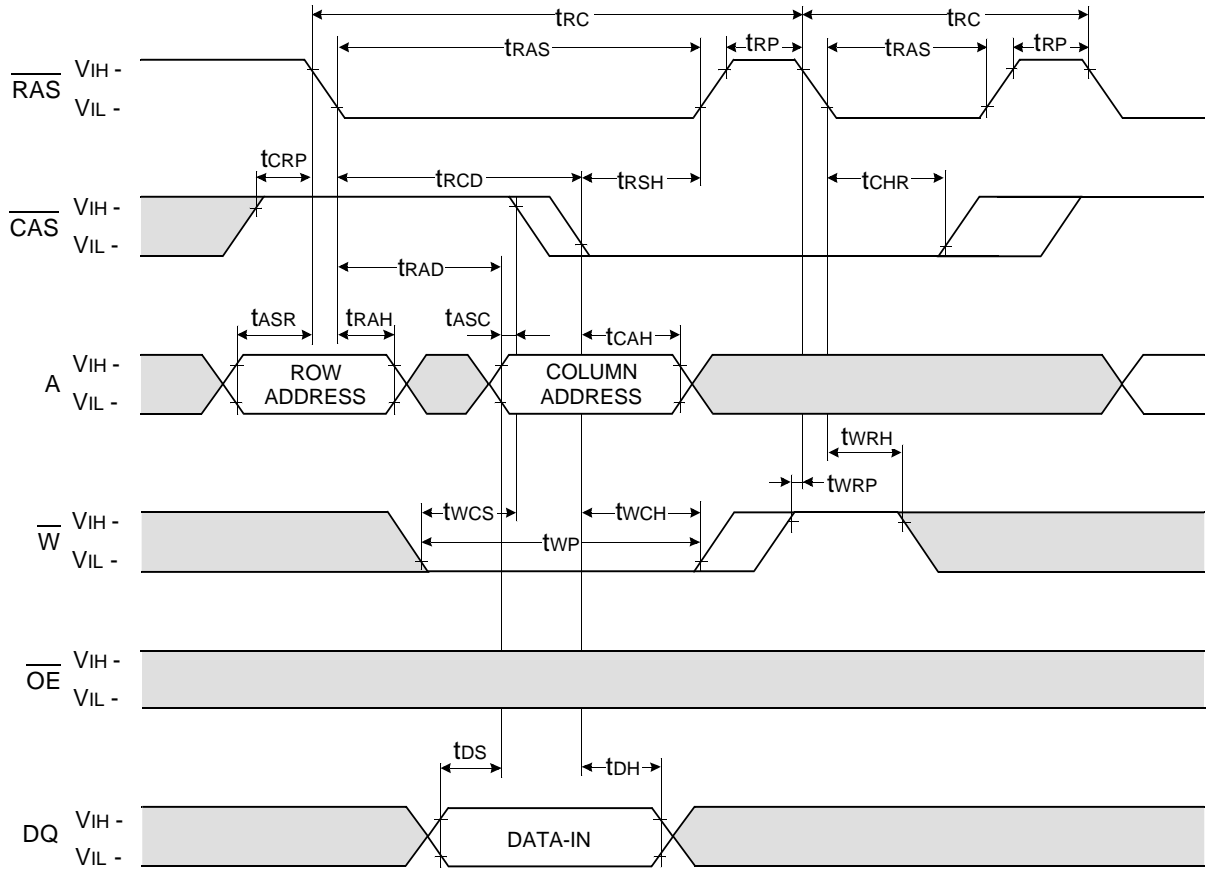 tRC tRC
tRAS tRP tRAS tRP
RAS VIH -
VIL -
tCRP tRCD tRSH tCHR
CAS VIH -
VIL -
tRAD
tASR tRAH tASC tCAH
A VIH -
VIL -
ROW ADDRESS
COLUMN ADDRESS
tWRH
tWRP
tWCS tWCH
tWP
W VIH -
VIL -
OE VIH -
VIL -
tDS tDH
DQ VIH -
VIL -
DATA-IN